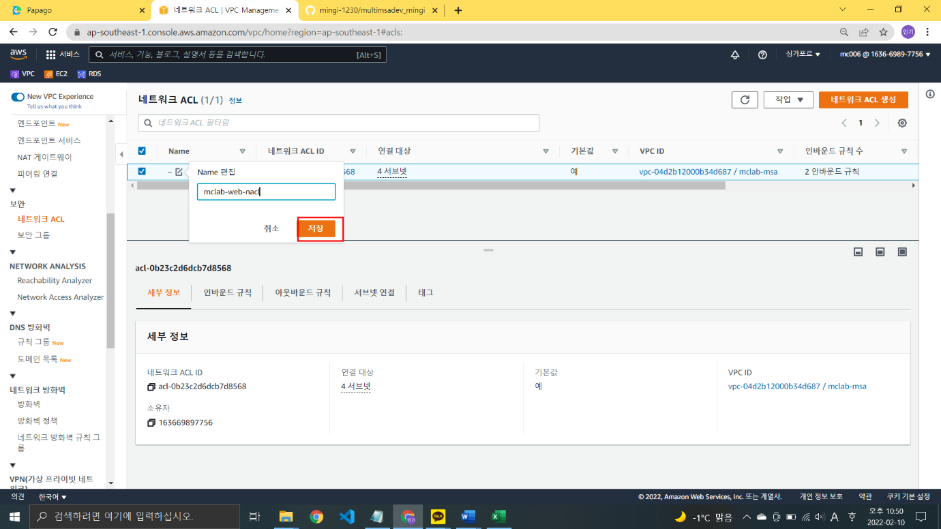 Papago
네트워크 ACL | VPC Manageme
mingi-1230/multimsadev_mingi
ap-southeast-1.console.aws.amazon.com/vpc/home?region=ap-southeast-1#acls:
민기
aws
서비스
서비스, 기능, 블로그, 설명서 등을 검색합니다.
[Alt+S]
싱가포르
mc006 @ 1636-6989-7756
VPC
EC2
RDS
New VPC Experience
Tell us what you think
엔드포인트 New
엔드포인트 서비스
NAT 게이트웨이
피어링 연결
보안
네트워크 ACL
보안 그룹
NETWORK ANALYSIS
Reachability Analyzer
Network Access Analyzer
DNS 방화벽
규칙 그룹 New
도메인 목록 New
네트워크 방화벽
방화벽
방화벽 정책
네트워크 방화벽 규칙 그
룹
VPN(가상 프라이빗 네트
워크)
네트워크 ACL (1/1) 정보
작업
네트워크 ACL 생성
네트워크 ACL 필터링
1
Name
네트워크 ACL ID
연결 대상
기본값
VPC ID
인바운드 규칙 수
–
568
4 서브넷
예
vpc-04d2b12000b34d687 / mclab-msa
2 인바운드 규칙
Name 편집
mclab-web-nacl
취소
저장
acl-0b23c2d6dcb7d8568
세부 정보
인바운드 규칙
아웃바운드 규칙
서브넷 연결
태그
세부 정보
네트워크 ACL ID
acl-0b23c2d6dcb7d8568
연결 대상
4 서브넷
기본값
예
VPC ID
vpc-04d2b12000b34d687 / mclab-msa
소유자
163669897756
의견
한국어
© 2022, Amazon Web Services, Inc. 또는 계열사.
개인 정보 보호
약관
쿠키 기본 설정
검색하려면 여기에 입력하십시오.
-1°C 맑음
A
오후 10:50
2022-02-10